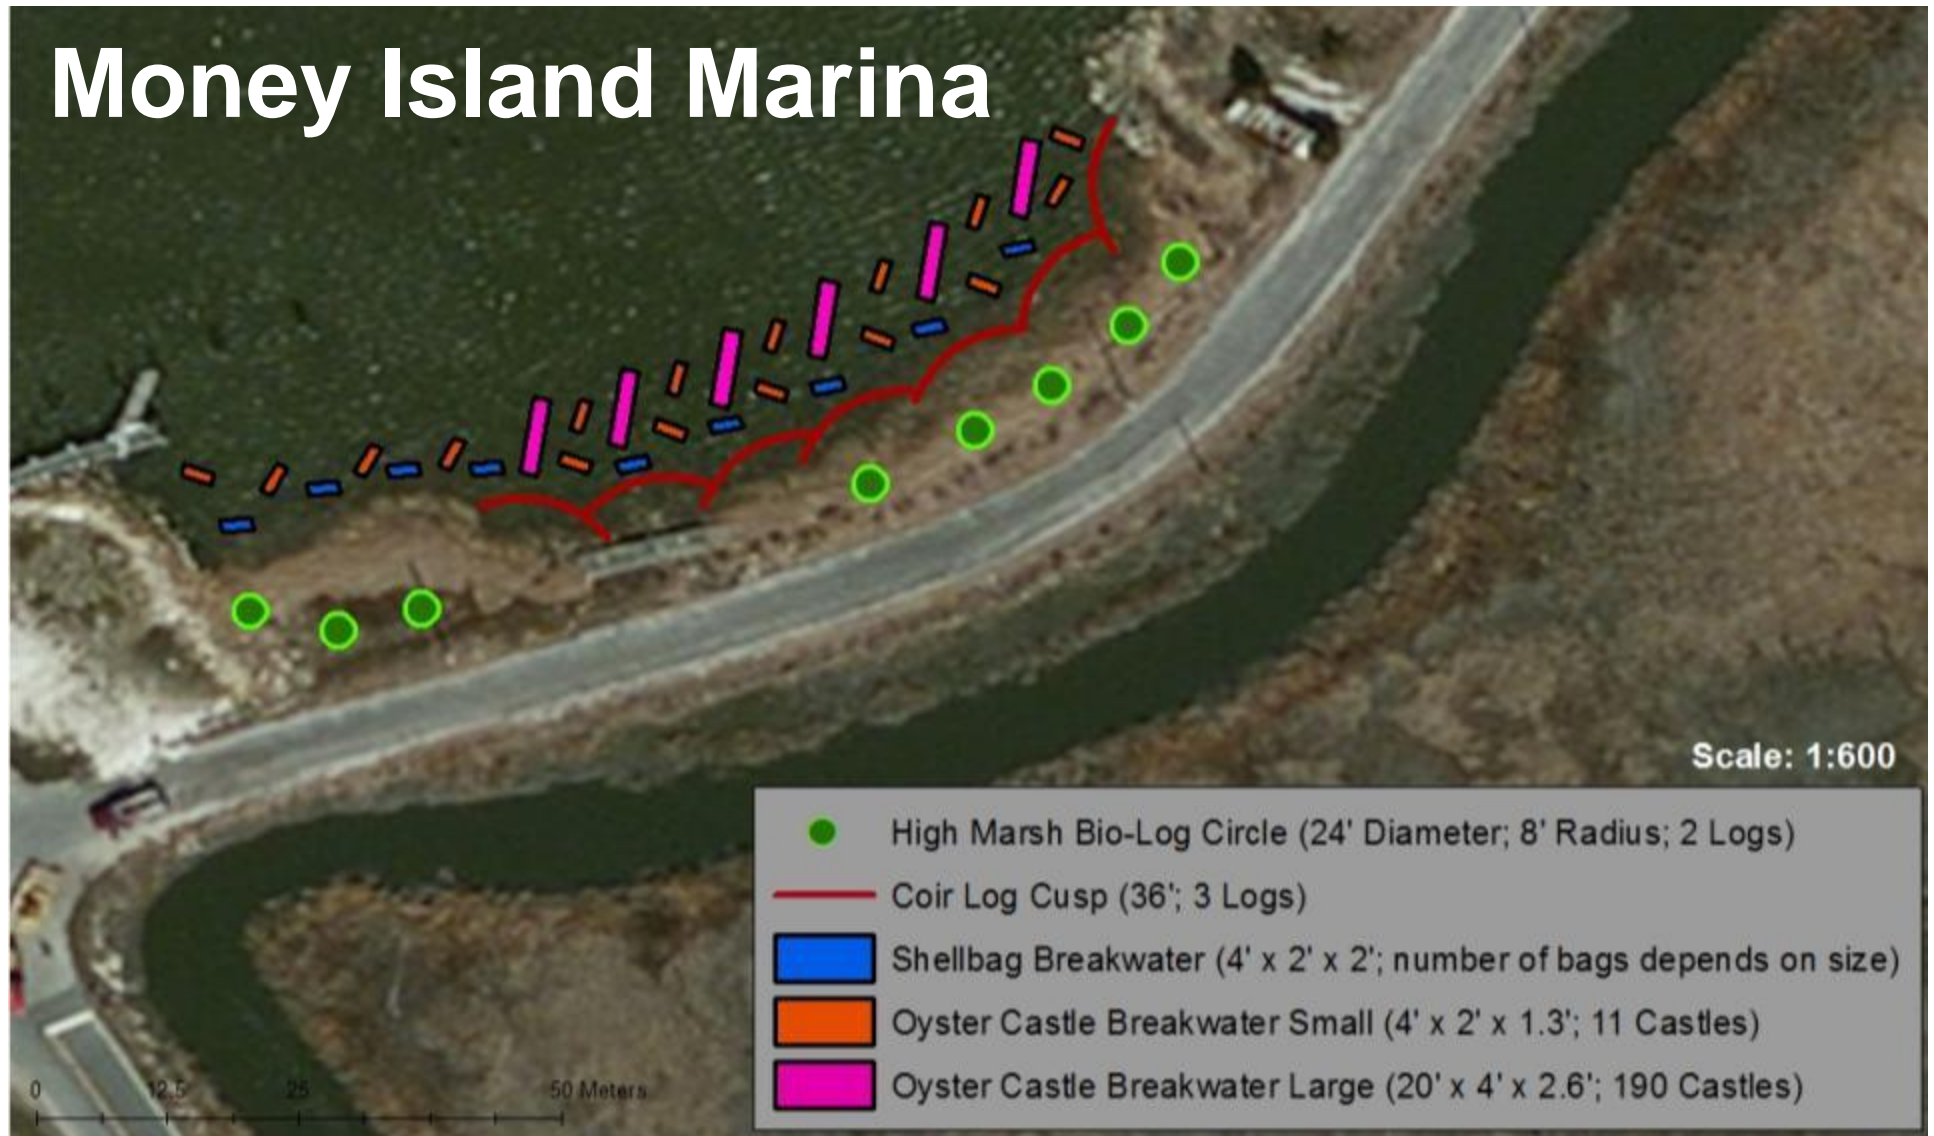 Money Island Marina
Scale: 1:600
High Marsh Bio-Log Circle (24' Diameter; 8' Radius; 2 Logs)
Coir Log Cusp (36'; 3 Logs)
Shellbag Breakwater (4' x 2' x 2'; number of bags depends on size)
Oyster Castle Breakwater Small (4' x 2' x 1.3'; 11 Castles)
Oyster Castle Breakwater Large (20' x 4' x 2.6'; 190 Castles)
0 12.5 25 50 Meters